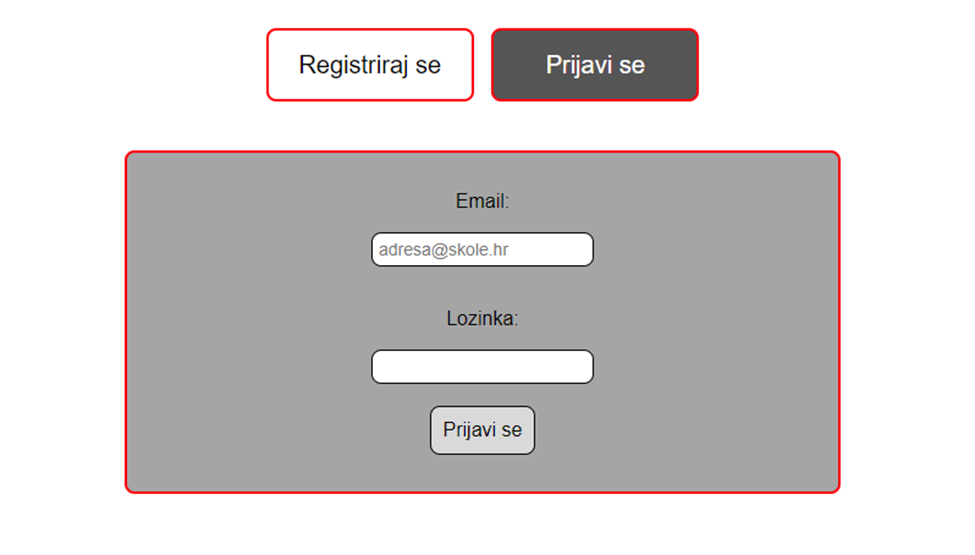 Registriraj se
Prijavi se
Email:
adresa@skole.hr
Lozinka:
Prijavi se